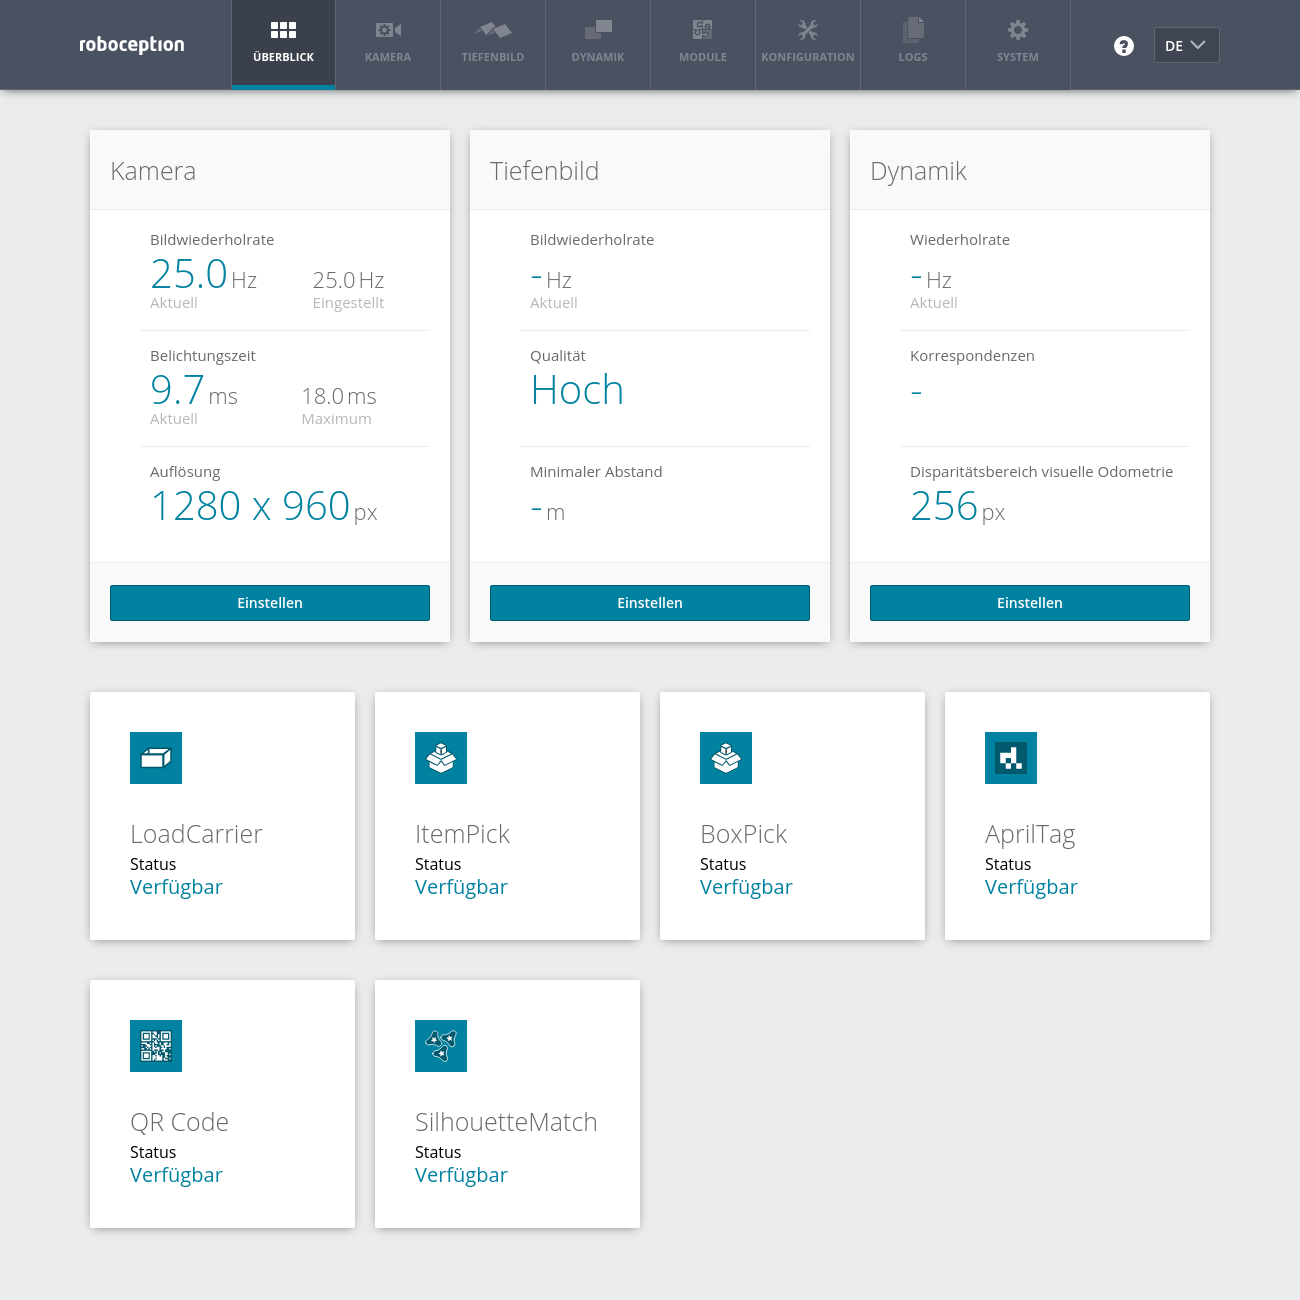 roboception
ÜBERBLICK
KAMERA
TIEFENBILD
DYNAMIK
MODULE
KONFIGURATION
LOGS
SYSTEM
?
DE
Kamera
Bildwiederholrate
25.0 Hz 25.0 Hz
Aktuell Eingestellt
Belichtungszeit
9.7 ms 18.0 ms
Aktuell Maximum
Auflösung
1280 x 960 px
Einstellen
Tiefenbild
Bildwiederholrate
- Hz
Aktuell
Qualität
Hoch
Minimaler Abstand
- m
Einstellen
Dynamik
Wiederholrate
- Hz
Aktuell
Korrespondenzen
-
Disparitätsbereich visuelle Odometrie
256 px
Einstellen
LoadCarrier
Status
Verfügbar
ItemPick
Status
Verfügbar
BoxPick
Status
Verfügbar
AprilTag
Status
Verfügbar
QR Code
Status
Verfügbar
SilhouetteMatch
Status
Verfügbar